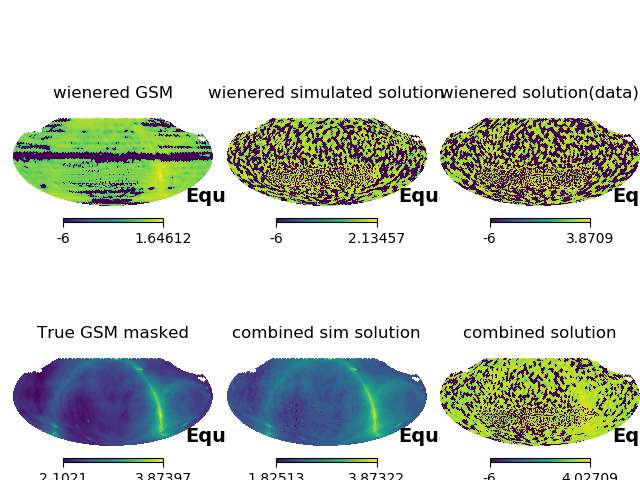 wienered GSM
wienered simulated solution
wienered solution(data)
Equ
Equ
Eq
-6 1.64612
-6 2.13457
-6 3.8709
True GSM masked
combined sim solution
combined solution
Equ
Equ
Eq
2.1021 3.87397
1.82513 3.87322
-6 4.02709